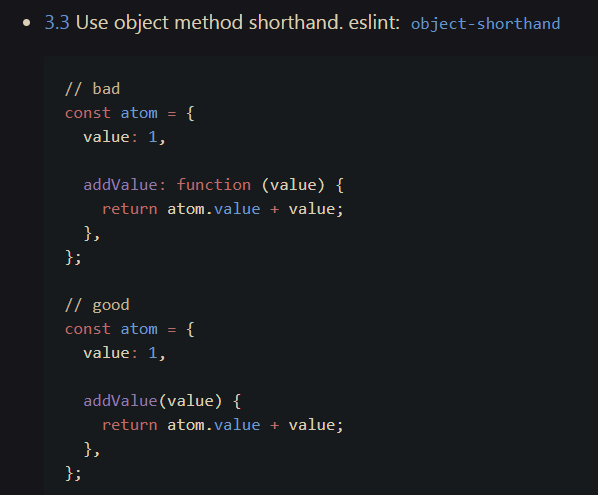 • 3.3 Use object method shorthand. eslint: object-shorthand
// bad
const atom = {
  value: 1,

  addValue: function (value) {
    return atom.value + value;
  },
};

// good
const atom = {
  value: 1,

  addValue(value) {
    return atom.value + value;
  },
};